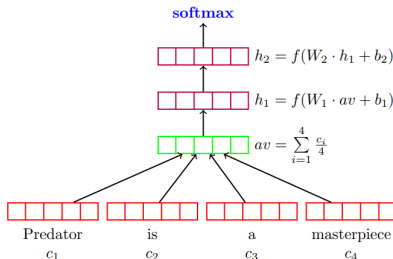 softmax
h₂ = f(W₂ · h₁ + b₂)
h₁ = f(W₁ · av + b₁)
av = ∑_{i=1}^{4} c_i/4
Predator is a masterpiece
c₁ c₂ c₃ c₄